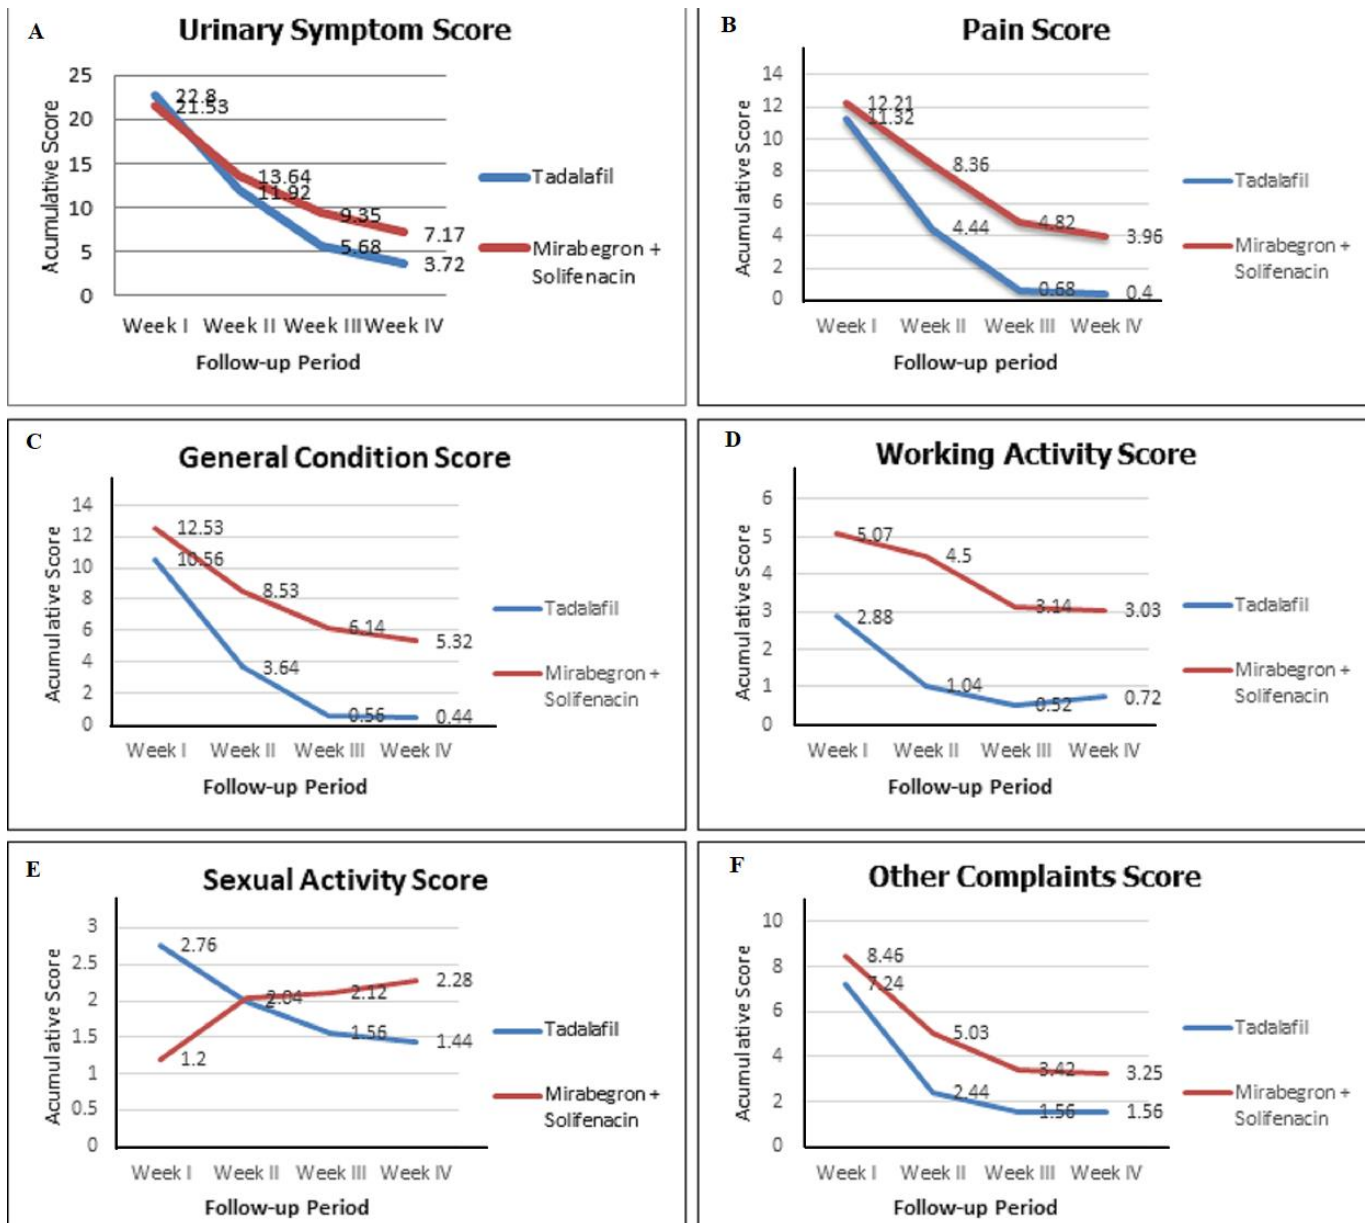 A
Urinary Symptom Score
Acumulative Score
25
20
15
10
5
0
22.8
21.53
13.64
11.92
9.35
5.68
7.17
3.72
Week I Week II Week III Week IV
Follow-up Period
Tadalafil
Mirabegron +
Solifenacin
B
Pain Score
Acumulative Score
14
12
10
8
6
4
2
0
12.21
11.32
8.36
4.44
4.82
0.68
3.96
0.4
Week I Week II Week III Week IV
Follow-up period
Tadalafil
Mirabegron +
Solifenacin
C
General Condition Score
Acumulative Score
14
12
10
8
6
4
2
0
12.53
10.56
8.53
3.64
6.14
0.56
5.32
0.44
Week I Week II Week III Week IV
Follow-up Period
Tadalafil
Mirabegron +
Solifenacin
D
Working Activity Score
Acumulative Score
6
5
4
3
2
1
0
5.07
2.88
4.5
1.04
3.14
0.52
3.03
0.72
Week I Week II Week III Week IV
Follow-up Period
Tadalafil
Mirabegron +
Solifenacin
E
Sexual Activity Score
Acumulative Score
3
2.5
2
1.5
1
0.5
0
2.76
1.2
2.04
2.12
1.56
2.28
1.44
Week I Week II Week III Week IV
Follow-up Period
Tadalafil
Mirabegron +
Solifenacin
F
Other Complaints Score
Acumulative Score
10
8
6
4
2
0
8.46
7.24
5.03
2.44
3.42
1.56
3.25
1.56
Week I Week II Week III Week IV
Follow-up Period
Tadalafil
Mirabegron +
Solifenacin